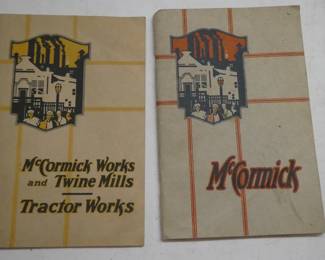 McCormick Works
and Twine Mills
Tractor Works
McCormick